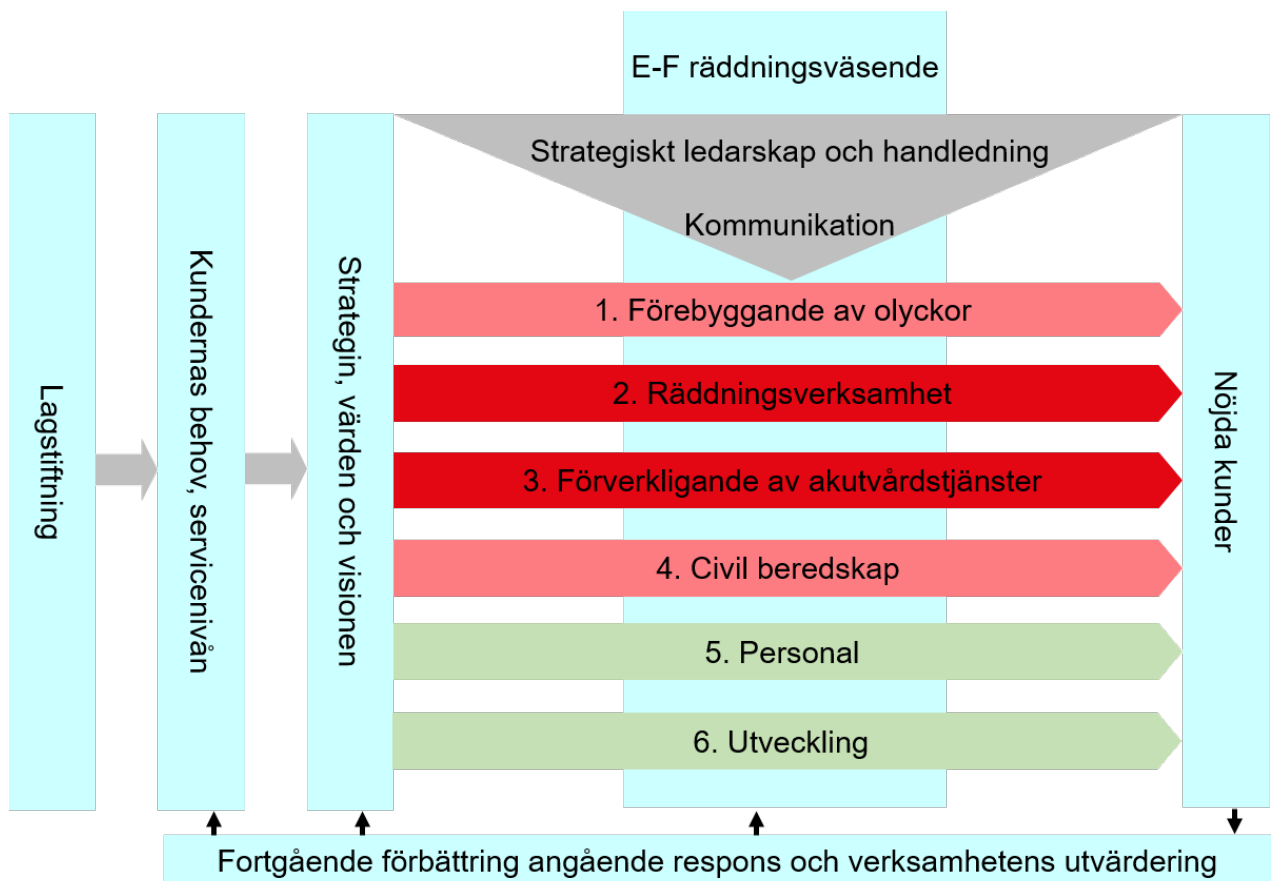 E-F räddningsväsende
Lagstiftning
Kundernas behov, servicenivån
Strategin, värden och visionen
Strategiskt ledarskap och handledning
Kommunikation
1. Förebyggande av olyckor
2. Räddningsverksamhet
3. Förverkligande av akutvårdstjänster
4. Civil beredskap
5. Personal
6. Utveckling
Nöjda kunder
Fortgående förbättring angående respons och verksamhetens utvärdering